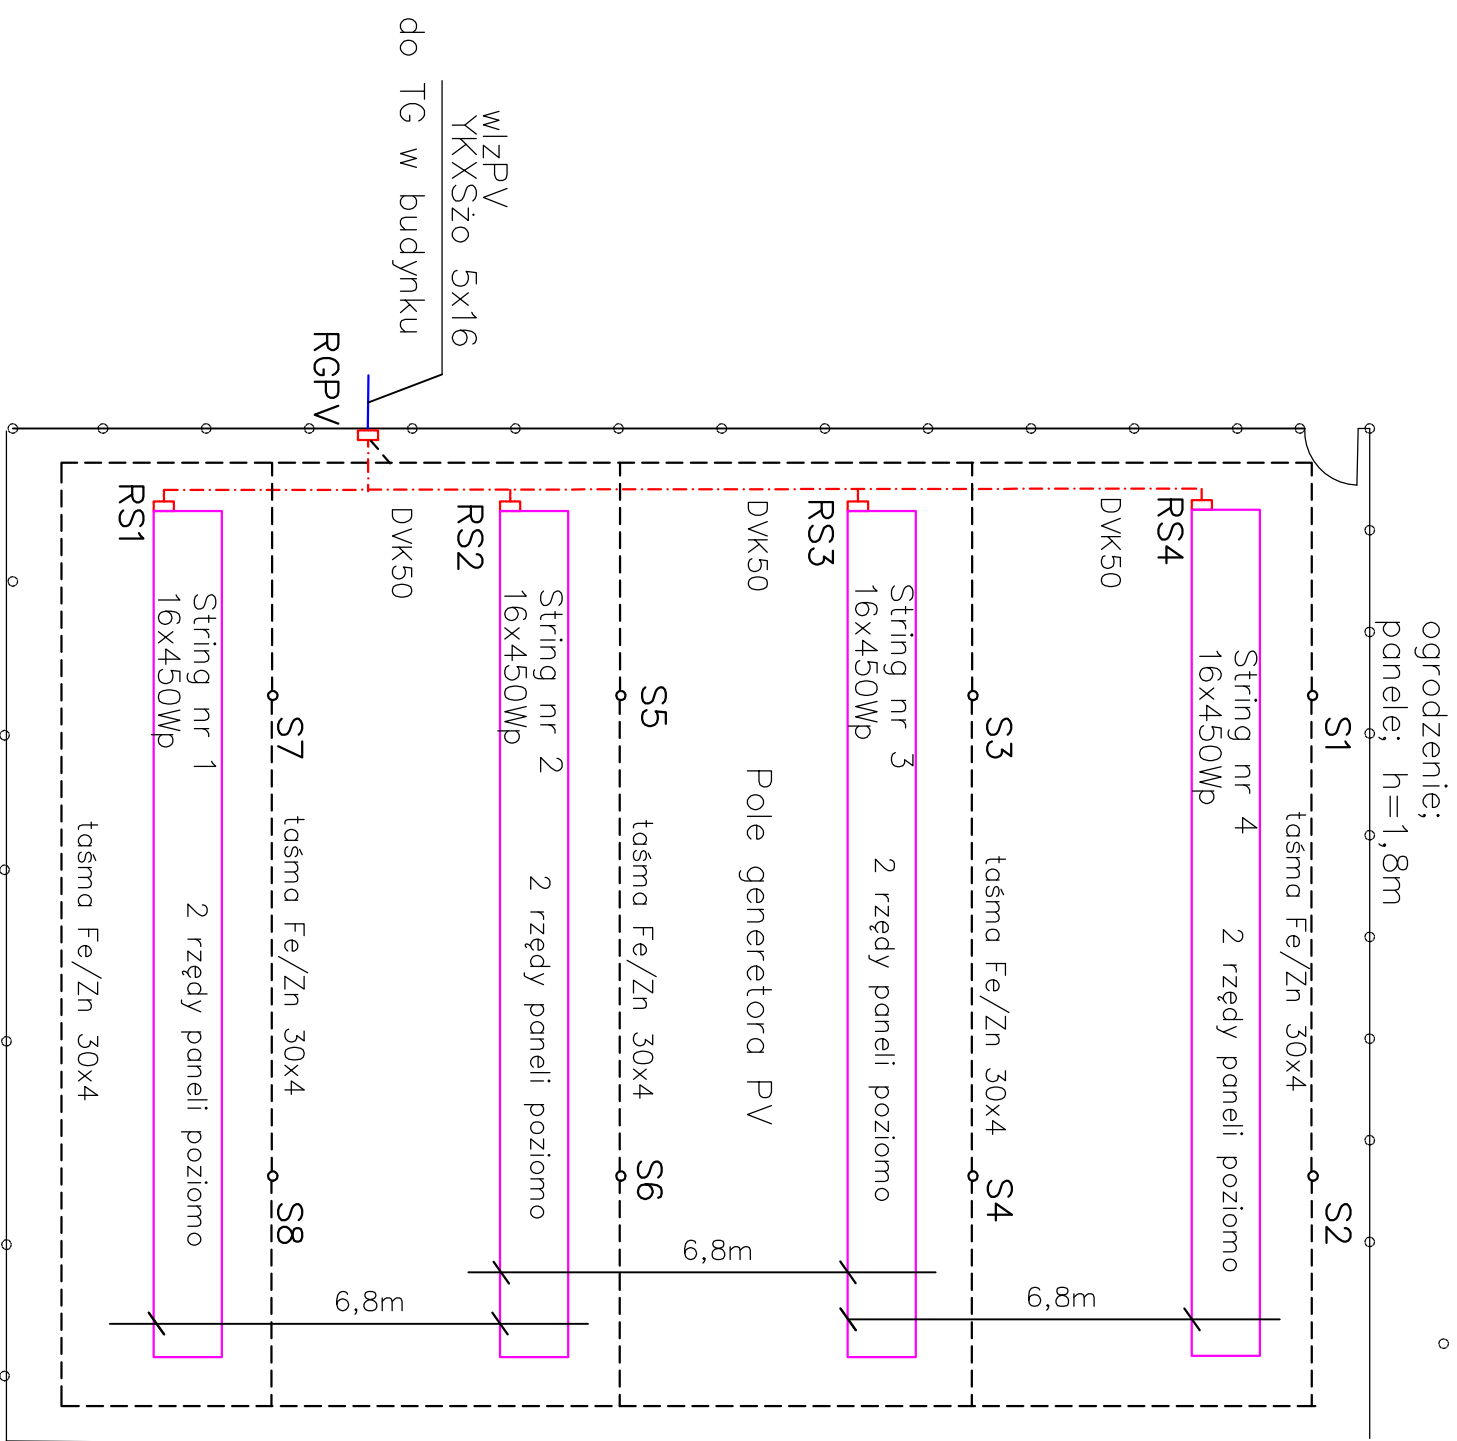 do TG w budynku
wlzPV
YKXSżo 5x16
RGPV
ogrodzenie;
panele; h=1,8m
RS1
RS2
RS3
RS4
DVK50
DVK50
DVK50
String nr 1
16x450Wp
2 rzędy paneli poziomo
String nr 2
16x450Wp
2 rzędy paneli poziomo
String nr 3
16x450Wp
2 rzędy paneli poziomo
String nr 4
16x450Wp
2 rzędy paneli poziomo
Pole generetora PV
S1
S2
S3
S4
S5
S6
S7
S8
taśma Fe/Zn 30x4
taśma Fe/Zn 30x4
taśma Fe/Zn 30x4
taśma Fe/Zn 30x4
taśma Fe/Zn 30x4
6,8m
6,8m
6,8m